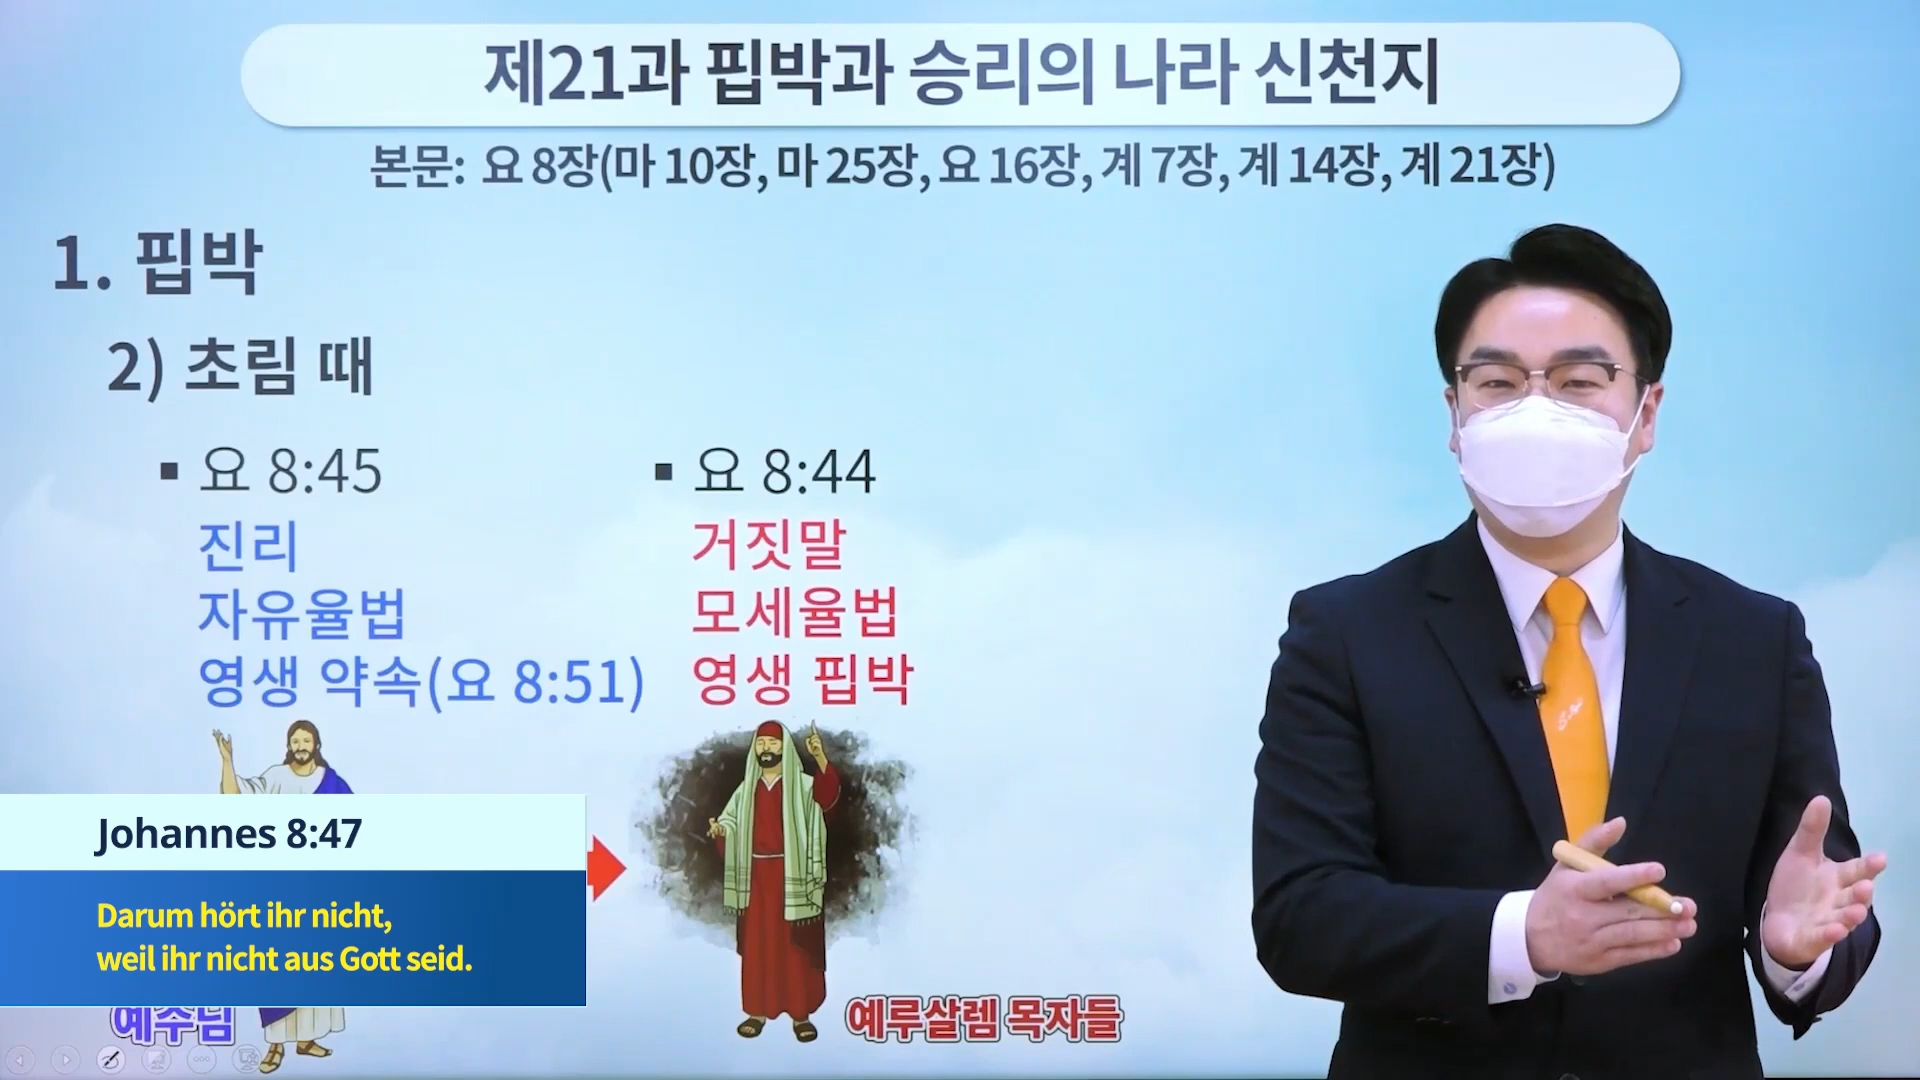 제21과 핍박과 승리의 나라 신천지
본문: 요 8장(마 10장, 마 25장, 요 16장, 계 7장, 계 14장, 계 21장)
1. 핍박
2) 초림 때
▪ 요 8:45
진리
자유율법
영생 약속(요 8:51)
▪ 요 8:44
거짓말
모세율법
영생 핍박
Johannes 8:47
Darum hört ihr nicht,
weil ihr nicht aus Gott seid.
예수님
예루살렘 목자들